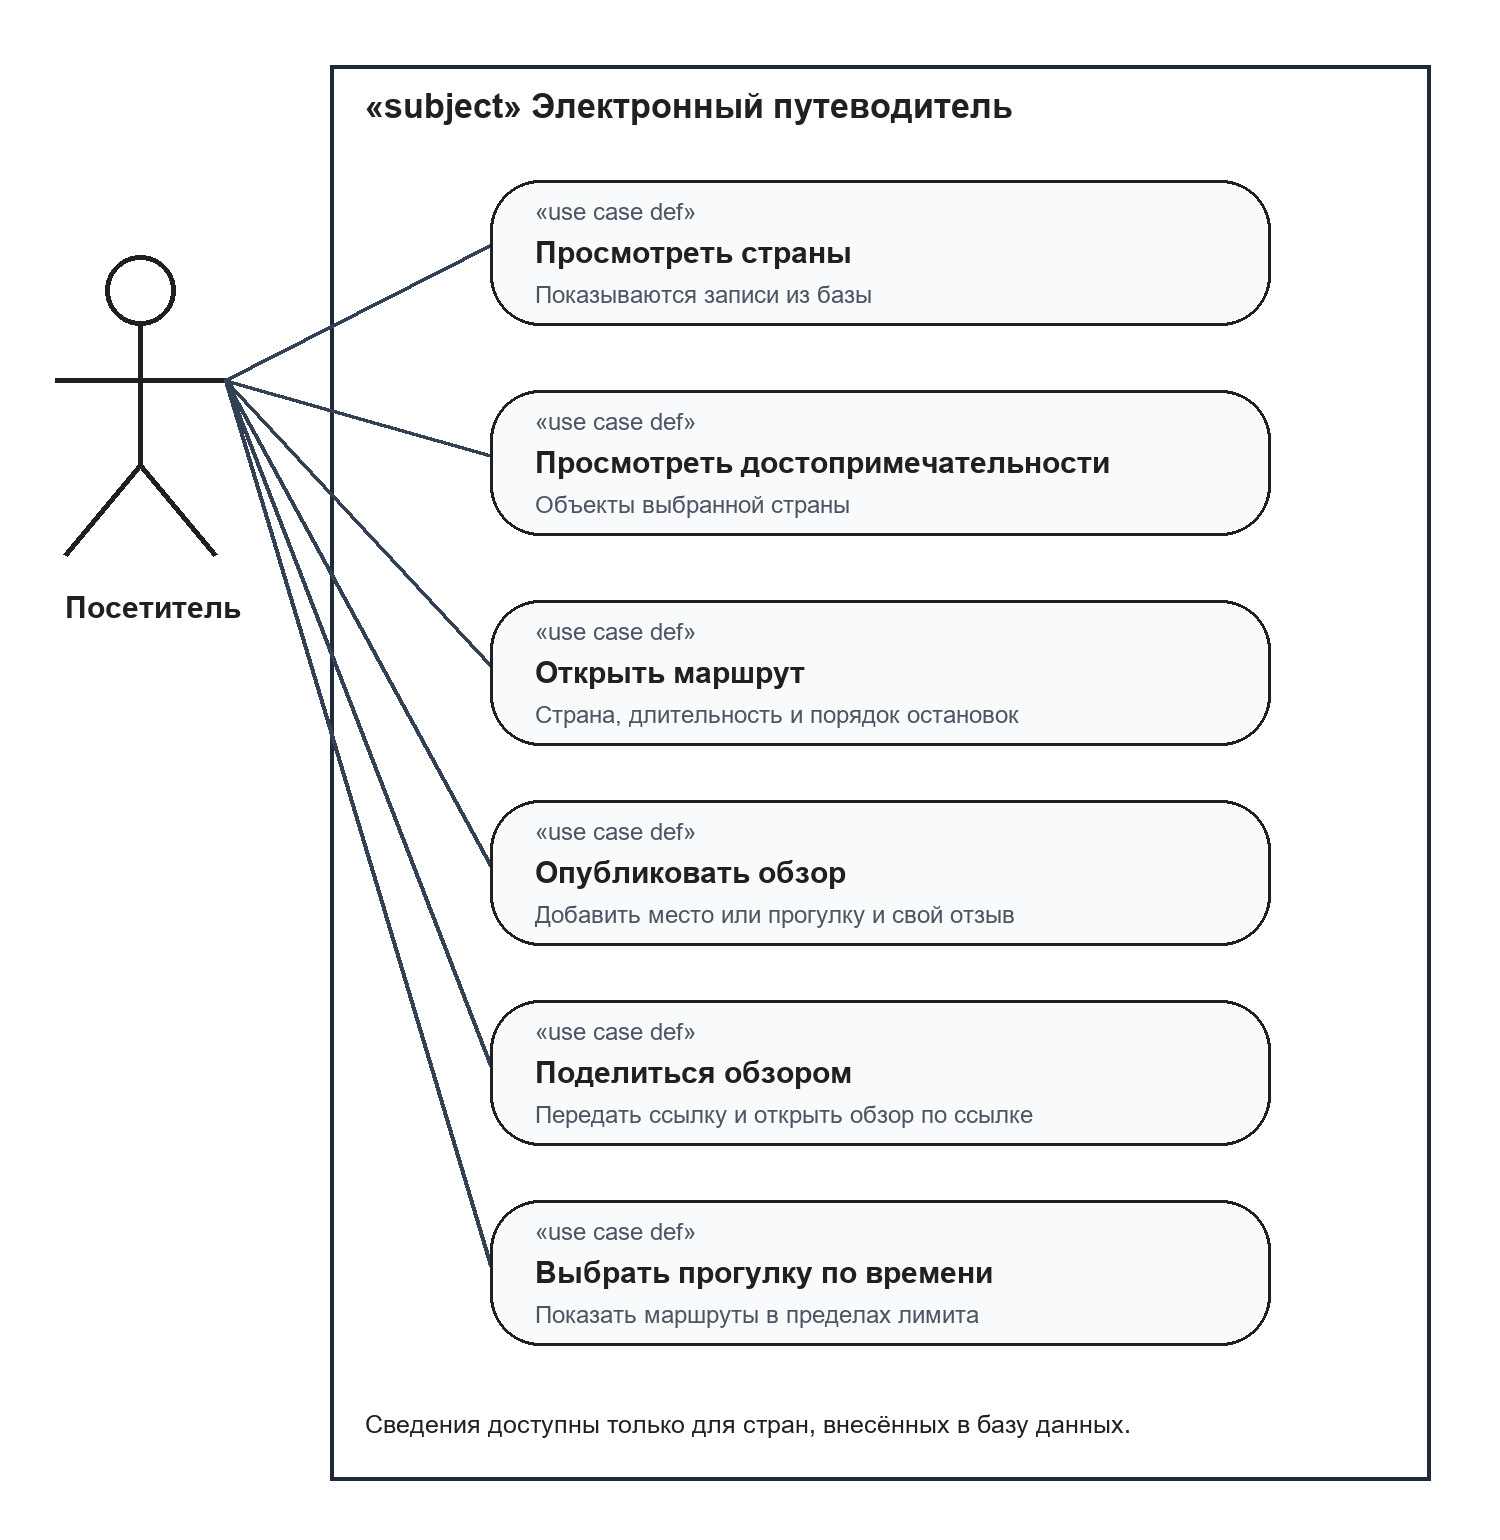 «subject» Электронный путеводитель
«use case def»
Просмотреть страны
Показываются записи из базы
«use case def»
Просмотреть достопримечательности
Объекты выбранной страны
Посетитель
«use case def»
Открыть маршрут
Страна, длительность и порядок остановок
«use case def»
Опубликовать обзор
Добавить место или прогулку и свой отзыв
«use case def»
Поделиться обзором
Передать ссылку и открыть обзор по ссылке
«use case def»
Выбрать прогулку по времени
Показать маршруты в пределах лимита
Сведения доступны только для стран, внесённых в базу данных.